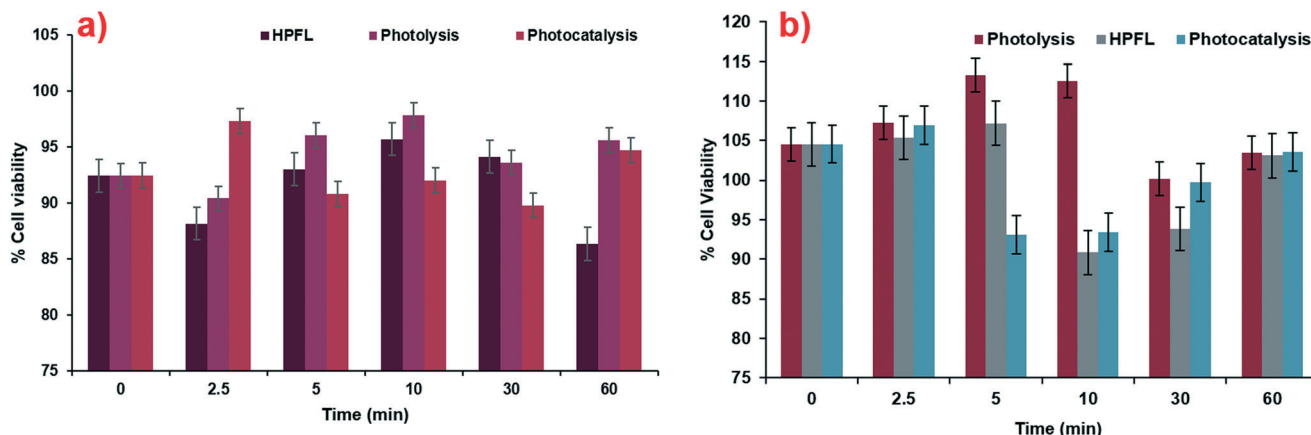 a)
HPFL Photolysis Photocatalysis
105
100
95
90
85
80
75
% Cell viability
0 2.5 5 10 30 60
Time (min)
b)
Photolysis HPFL Photocatalysis
120
115
110
105
100
95
90
85
80
75
% Cell Viability
0 2.5 5 10 30 60
Time (min)